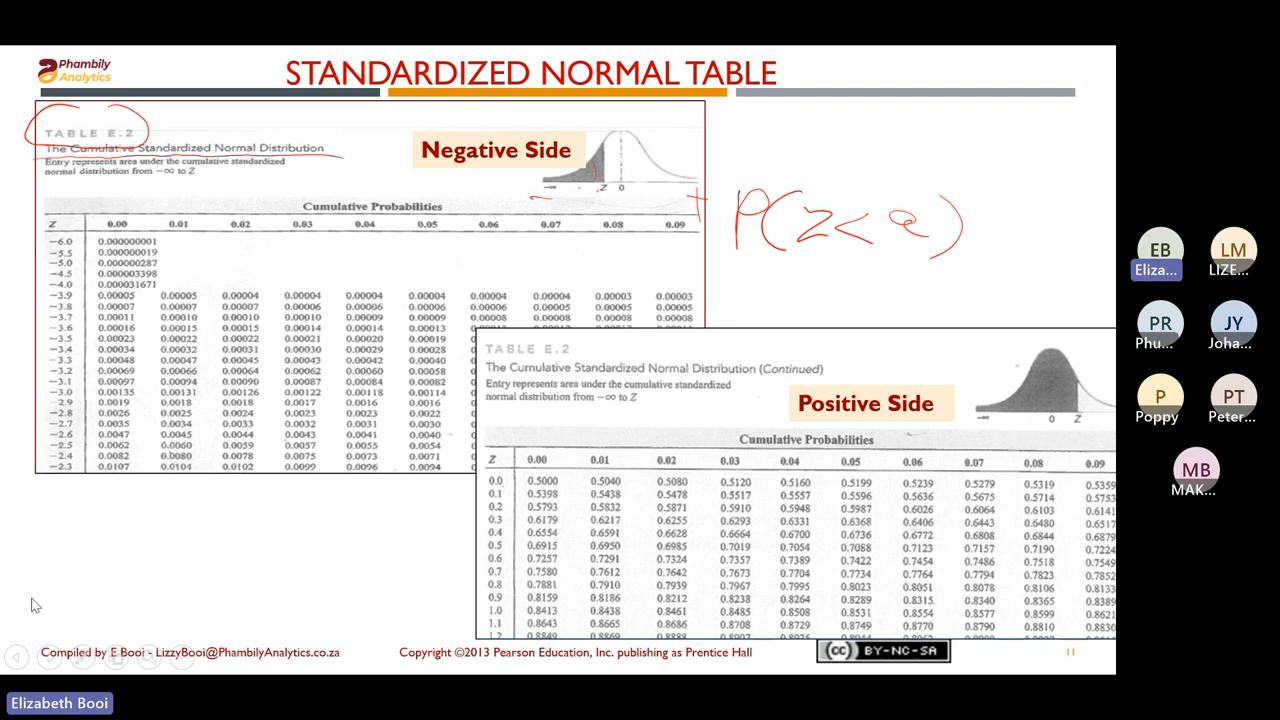 Phambily
Analytics
STANDARDIZED NORMAL TABLE
TABLE E.2
The Cumulative Standardized Normal Distribution
Entry represents area under the cumulative standardized
normal distribution from −∞ to Z
Negative Side
−∞ Z 0
P(Z<z)
Cumulative Probabilities
Z 0.00 0.01 0.02 0.03 0.04 0.05 0.06 0.07 0.08 0.09
−6.0 0.000000001
−5.5 0.000000019
−5.0 0.000000287
−4.5 0.000003398
−4.0 0.000031671
−3.9 0.00005 0.00005 0.00004 0.00004 0.00004 0.00004 0.00004 0.00004 0.00003 0.00003
−3.8 0.00007 0.00007 0.00007 0.00006 0.00006 0.00006 0.00006 0.00005 0.00005 0.00005
−3.7 0.00011 0.00010 0.00010 0.00010 0.00009 0.00009 0.00008 0.00008 0.00008 0.00008
−3.6 0.00016 0.00015 0.00015 0.00014 0.00014 0.00013
−3.5 0.00023 0.00022 0.00022 0.00021 0.00020 0.00019
−3.4 0.00034 0.00032 0.00031 0.00030 0.00029 0.00028
−3.3 0.00048 0.00047 0.00045 0.00043 0.00042 0.00040
−3.2 0.00069 0.00066 0.00064 0.00062 0.00060 0.00058
−3.1 0.00097 0.00094 0.00090 0.00087 0.00084 0.00082
−3.0 0.00135 0.00131 0.00126 0.00122 0.00118 0.00114
−2.9 0.0019 0.0018 0.0018 0.0017 0.0016 0.0016
−2.8 0.0026 0.0025 0.0024 0.0023 0.0023 0.0022
−2.7 0.0035 0.0034 0.0033 0.0032 0.0031 0.0030
−2.6 0.0047 0.0045 0.0044 0.0043 0.0041 0.0040
−2.5 0.0062 0.0060 0.0059 0.0057 0.0055 0.0054
−2.4 0.0082 0.0080 0.0078 0.0075 0.0073 0.0071
−2.3 0.0107 0.0104 0.0102 0.0099 0.0096 0.0094
TABLE E.2
The Cumulative Standardized Normal Distribution (Continued)
Entry represents area under the cumulative standardized
normal distribution from −∞ to Z
Positive Side
−∞ 0 Z
Cumulative Probabilities
Z 0.00 0.01 0.02 0.03 0.04 0.05 0.06 0.07 0.08 0.09
0.0 0.5000 0.5040 0.5080 0.5120 0.5160 0.5199 0.5239 0.5279 0.5319 0.5359
0.1 0.5398 0.5438 0.5478 0.5517 0.5557 0.5596 0.5636 0.5675 0.5714 0.5753
0.2 0.5793 0.5832 0.5871 0.5910 0.5948 0.5987 0.6026 0.6064 0.6103 0.6141
0.3 0.6179 0.6217 0.6255 0.6293 0.6331 0.6368 0.6406 0.6443 0.6480 0.6517
0.4 0.6554 0.6591 0.6628 0.6664 0.6700 0.6736 0.6772 0.6808 0.6844 0.6879
0.5 0.6915 0.6950 0.6985 0.7019 0.7054 0.7088 0.7123 0.7157 0.7190 0.7224
0.6 0.7257 0.7291 0.7324 0.7357 0.7389 0.7422 0.7454 0.7486 0.7518 0.7549
0.7 0.7580 0.7612 0.7642 0.7673 0.7704 0.7734 0.7764 0.7794 0.7823 0.7852
0.8 0.7881 0.7910 0.7939 0.7967 0.7995 0.8023 0.8051 0.8078 0.8106 0.8133
0.9 0.8159 0.8186 0.8212 0.8238 0.8264 0.8289 0.8315 0.8340 0.8365 0.8389
1.0 0.8413 0.8438 0.8461 0.8485 0.8508 0.8531 0.8554 0.8577 0.8599 0.8621
1.1 0.8643 0.8665 0.8686 0.8708 0.8729 0.8749 0.8770 0.8790 0.8810 0.8830
Compiled by E Booi - LizzyBooi@PhambilyAnalytics.co.za
Copyright ©2013 Pearson Education, Inc. publishing as Prentice Hall
(cc) BY-NC-SA
11
EB
Eliza...
LM
LIZE...
PR
Phu...
JY
Joha...
P
Poppy
PT
Peter...
MB
MAK...
Elizabeth Booi